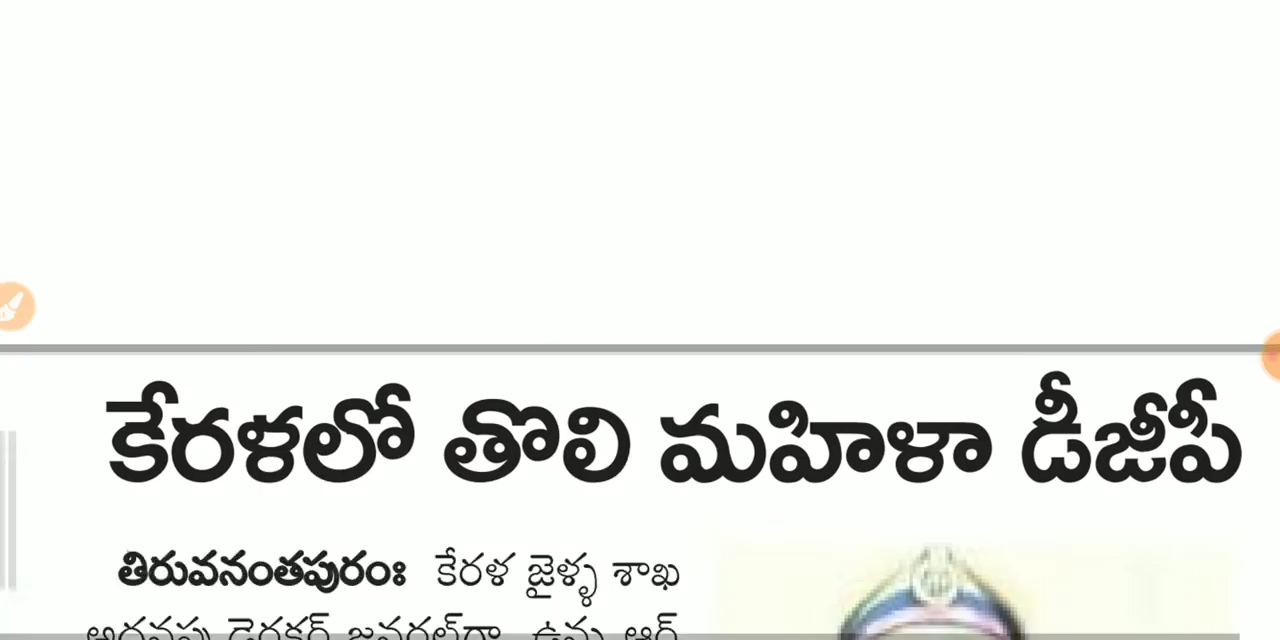 కేరళలో తొలి మహిళా డీజీపీ
తిరువనంతపురంః కేరళ జైళ్ళ శాఖ